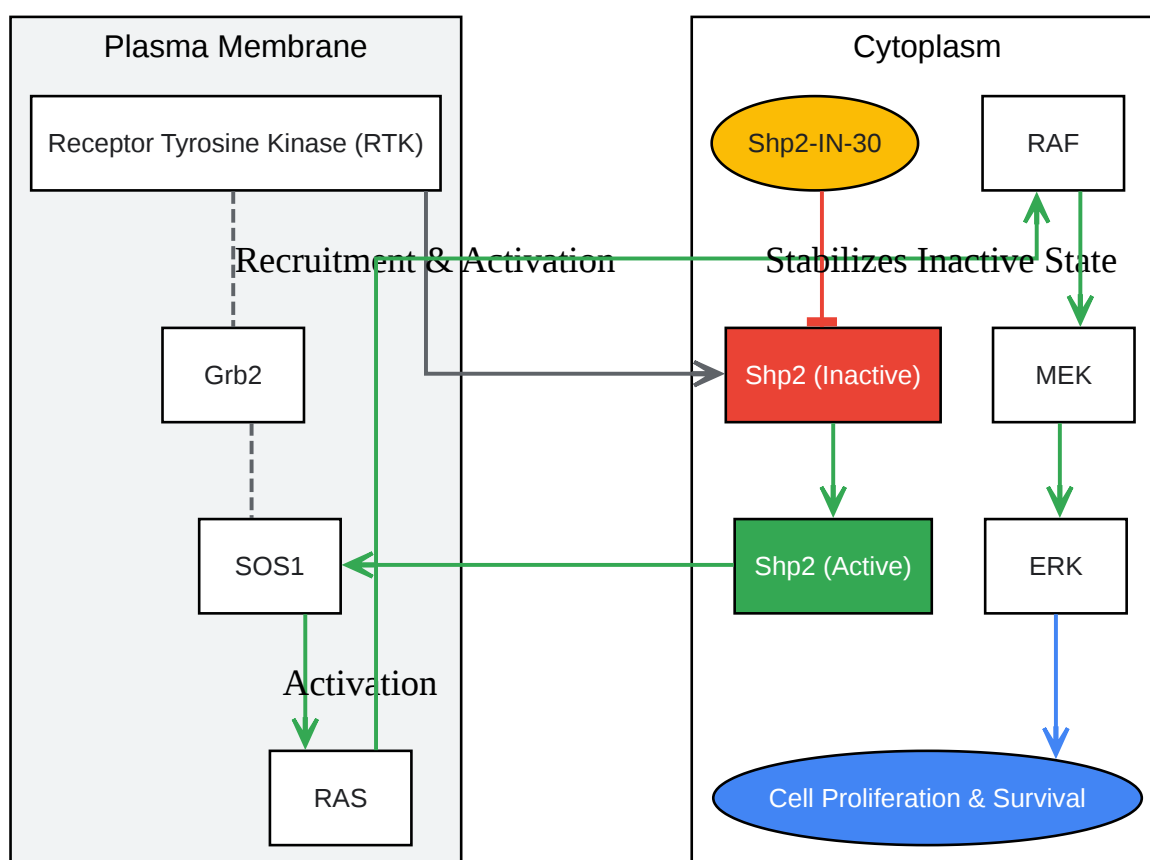 Plasma Membrane
Cytoplasm
Receptor Tyrosine Kinase (RTK)
Shp2-IN-30
RAF
Recruitment & Activation
Stabilizes Inactive State
Grb2
Shp2 (Inactive)
MEK
SOS1
Shp2 (Active)
ERK
Activation
RAS
Cell Proliferation & Survival